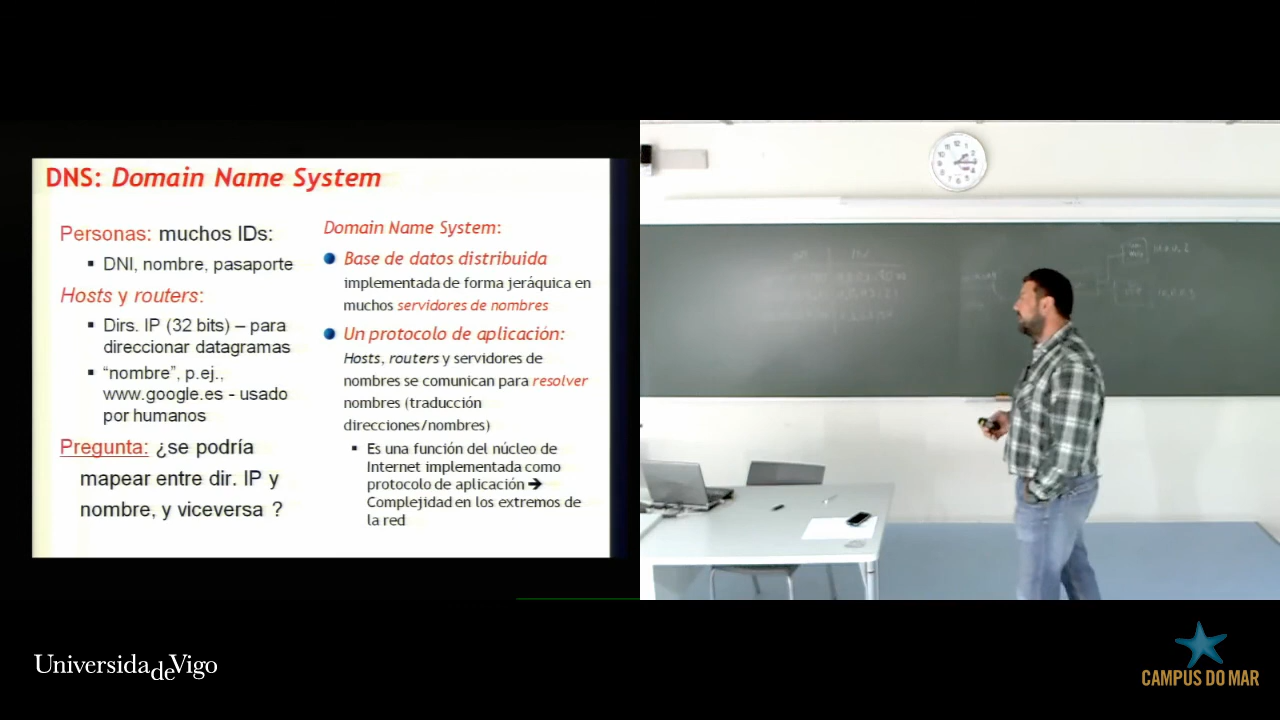 DNS: Domain Name System
Personas: muchos IDs:
▪ DNI, nombre, pasaporte
Hosts y routers:
▪ Dirs. IP (32 bits) – para
direccionar datagramas
▪ “nombre”, p.ej.,
www.google.es - usado
por humanos
Pregunta: ¿se podría
mapear entre dir. IP y
nombre, y viceversa ?
Domain Name System:
Base de datos distribuida
implementada de forma jeráquica en
muchos servidores de nombres
Un protocolo de aplicación:
Hosts, routers y servidores de
nombres se comunican para resolver
nombres (traducción
direcciones/nombres)
▪ Es una función del núcleo de
Internet implementada como
protocolo de aplicación ➔
Complejidad en los extremos de
la red
Universidade de Vigo
CAMPUS DO MAR